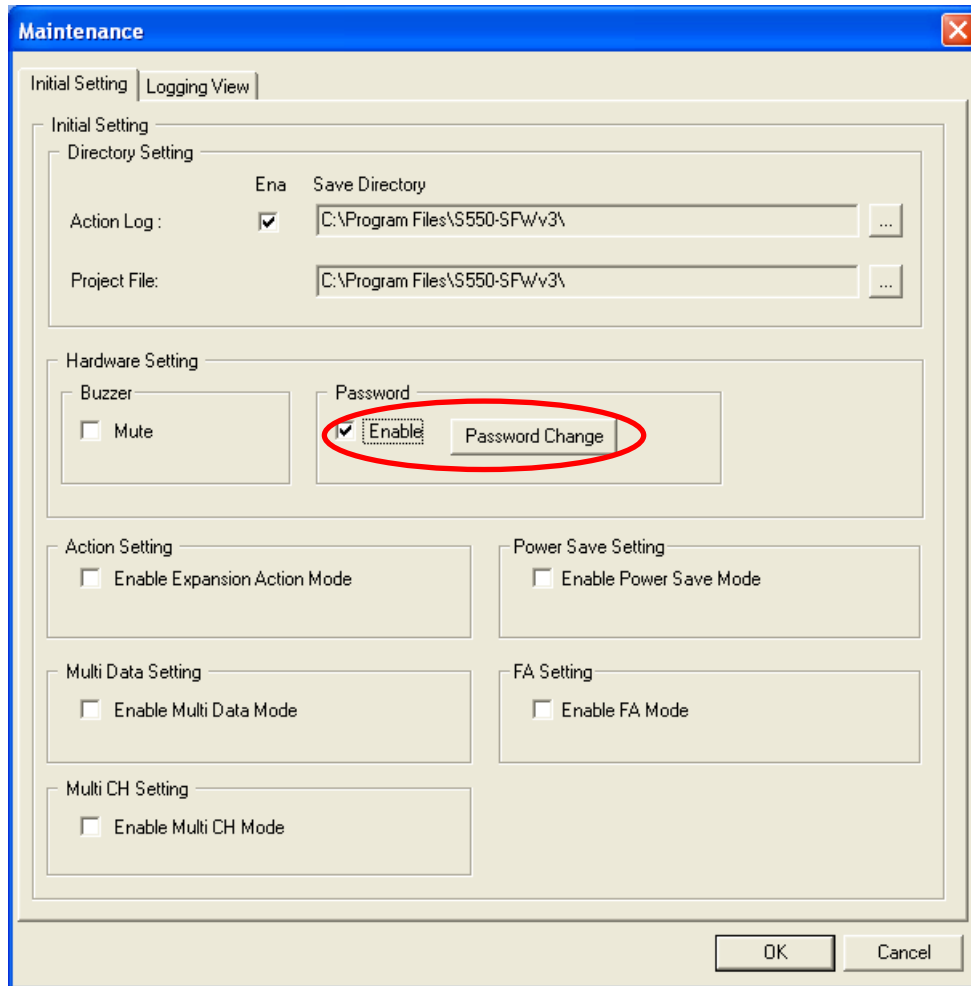 Maintenance
Initial Setting Logging View
Initial Setting
Directory Setting
Ena Save Directory
Action Log : C:\Program Files\S550-SFWv3\ ...
Project File: C:\Program Files\S550-SFWv3\ ...
Hardware Setting
Buzzer Password
Mute Enable Password Change
Action Setting Power Save Setting
Enable Expansion Action Mode Enable Power Save Mode
Multi Data Setting FA Setting
Enable Multi Data Mode Enable FA Mode
Multi CH Setting
Enable Multi CH Mode
OK Cancel